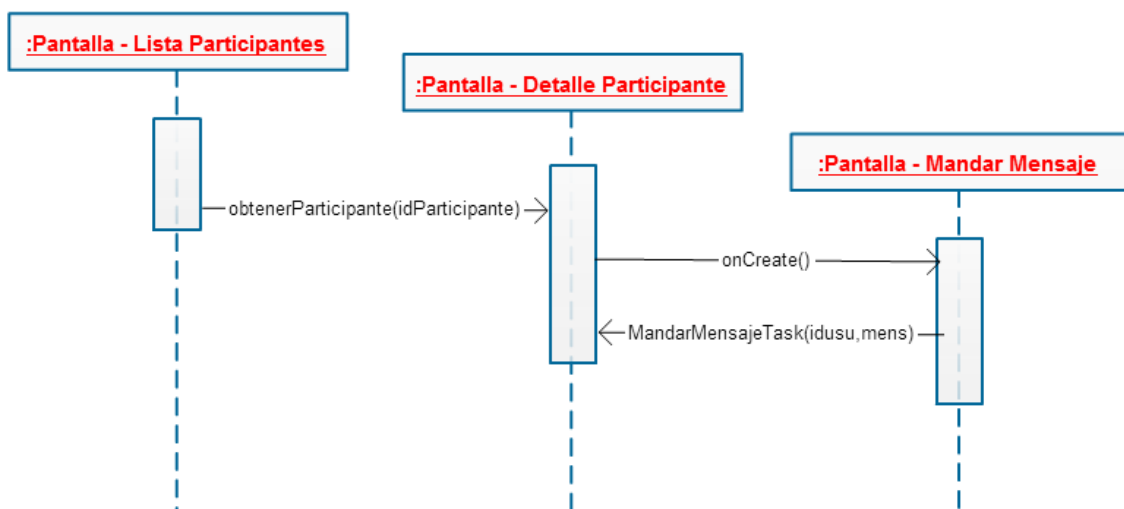 :Pantalla - Lista Participantes
:Pantalla - Detalle Participante
:Pantalla - Mandar Mensaje
obtenerParticipante(idParticipante)
onCreate()
MandarMensajeTask(idusu,mens)